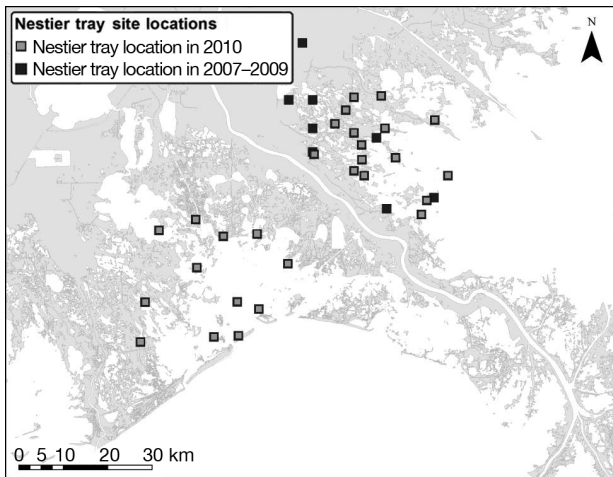 Nestier tray site locations
Nestier tray location in 2010
Nestier tray location in 2007–2009
N
0 5 10 20 30 km